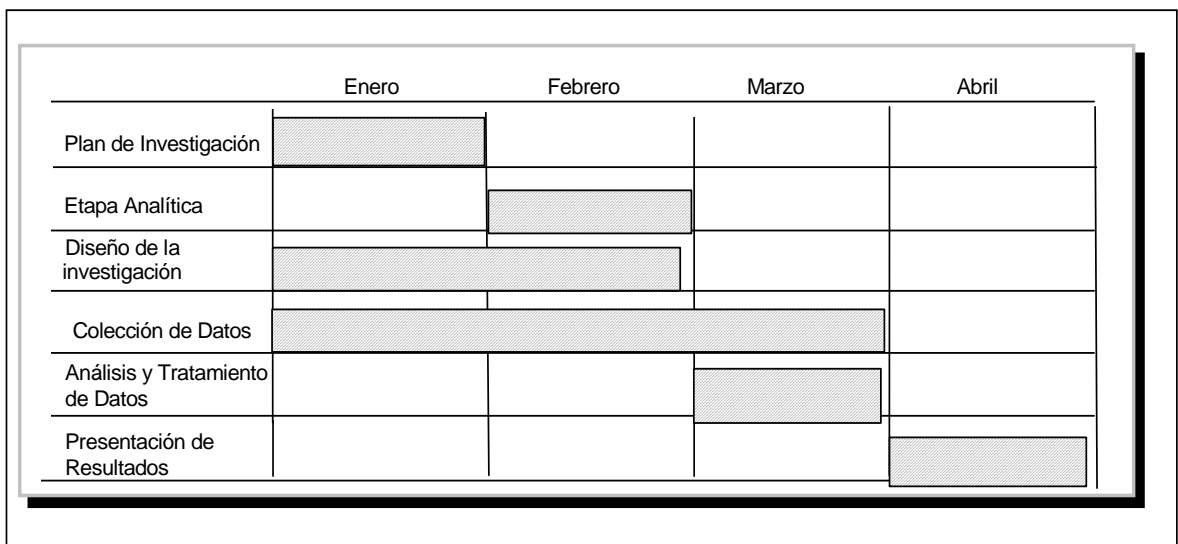 Enero Febrero Marzo Abril
Plan de Investigación
Etapa Analítica
Diseño de la
investigación
Colección de Datos
Análisis y Tratamiento
de Datos
Presentación de
Resultados